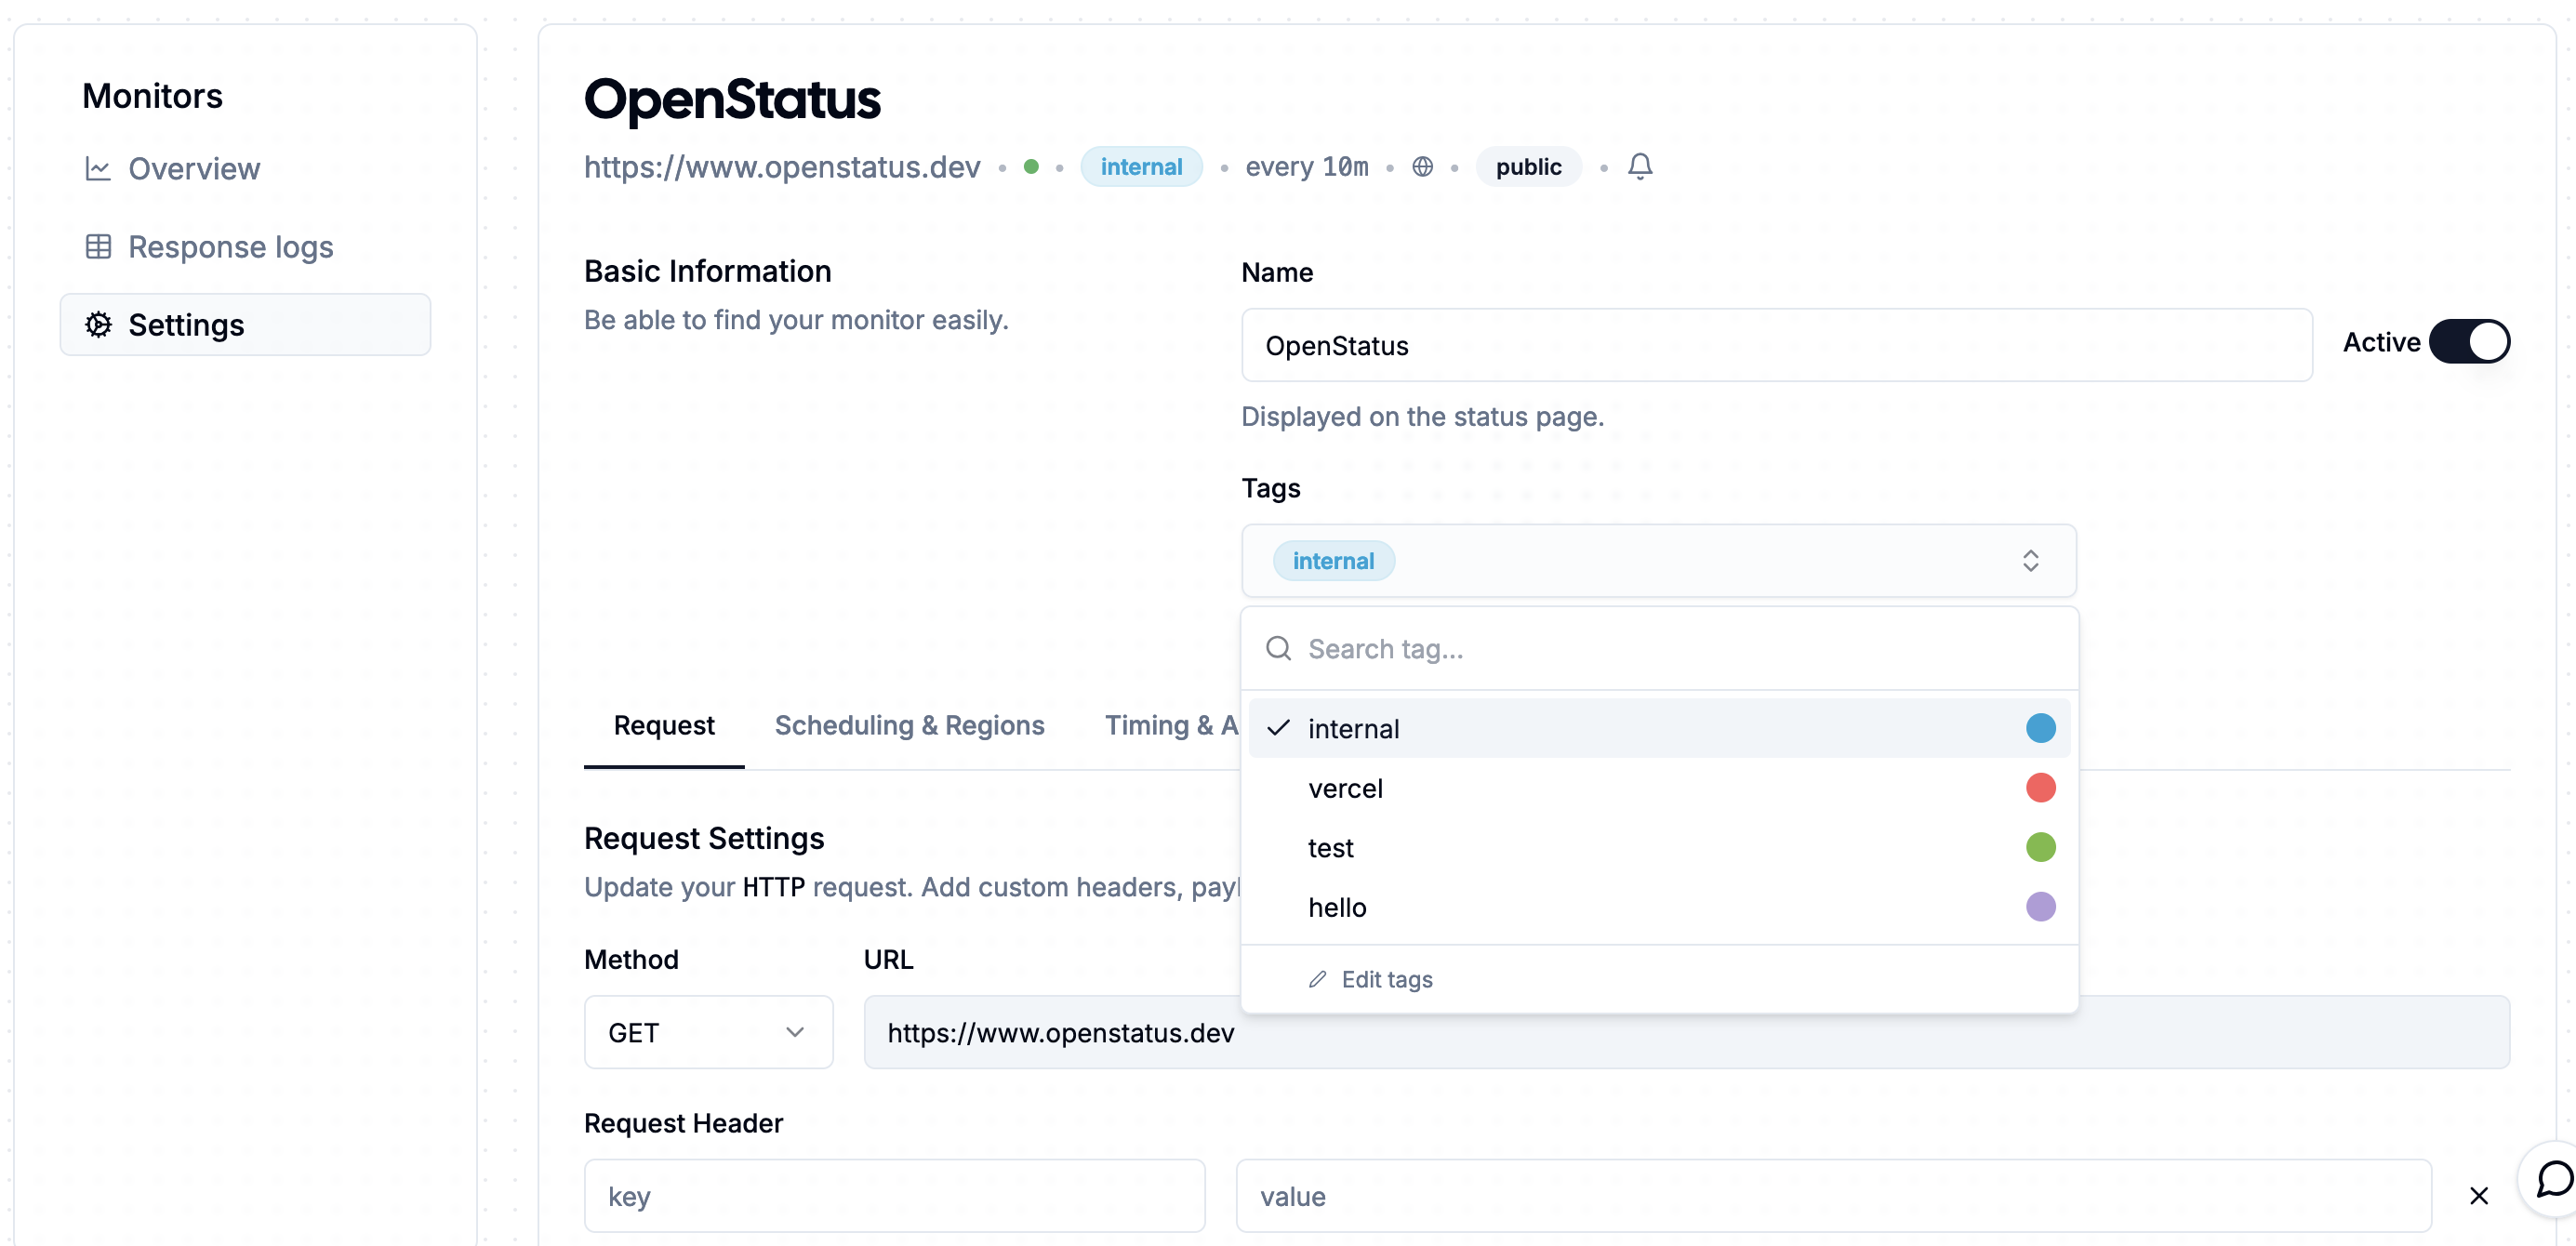 Monitors
Overview
Response logs
Settings
OpenStatus
https://www.openstatus.dev • • internal • every 10m • • public •
Basic Information
Be able to find your monitor easily.
Name
OpenStatus
Active
Displayed on the status page.
Tags
internal
Search tag...
internal
vercel
test
hello
Edit tags
Request Scheduling & Regions Timing & A
Request Settings
Update your HTTP request. Add custom headers, payl
Method URL
GET https://www.openstatus.dev
Request Header
key value